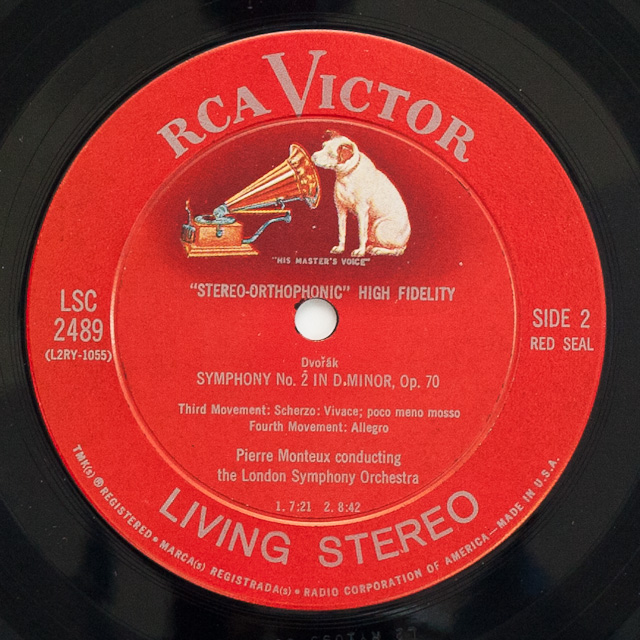 RCA VICTOR
"HIS MASTER'S VOICE"
"STEREO-ORTHOPHONIC" HIGH FIDELITY
LSC
2489
(L2RY-1055)
SIDE 2
RED SEAL
Dvořák
SYMPHONY No. 2 IN D MINOR, Op. 70
Third Movement: Scherzo: Vivace; poco meno mosso
Fourth Movement: Allegro
Pierre Monteux conducting
the London Symphony Orchestra
1. 7:21 2. 8:42
LIVING STEREO
TMK(s) ® REGISTERED • MARCA(s) REGISTRADA(s) • RADIO CORPORATION OF AMERICA—MADE IN U.S.A.